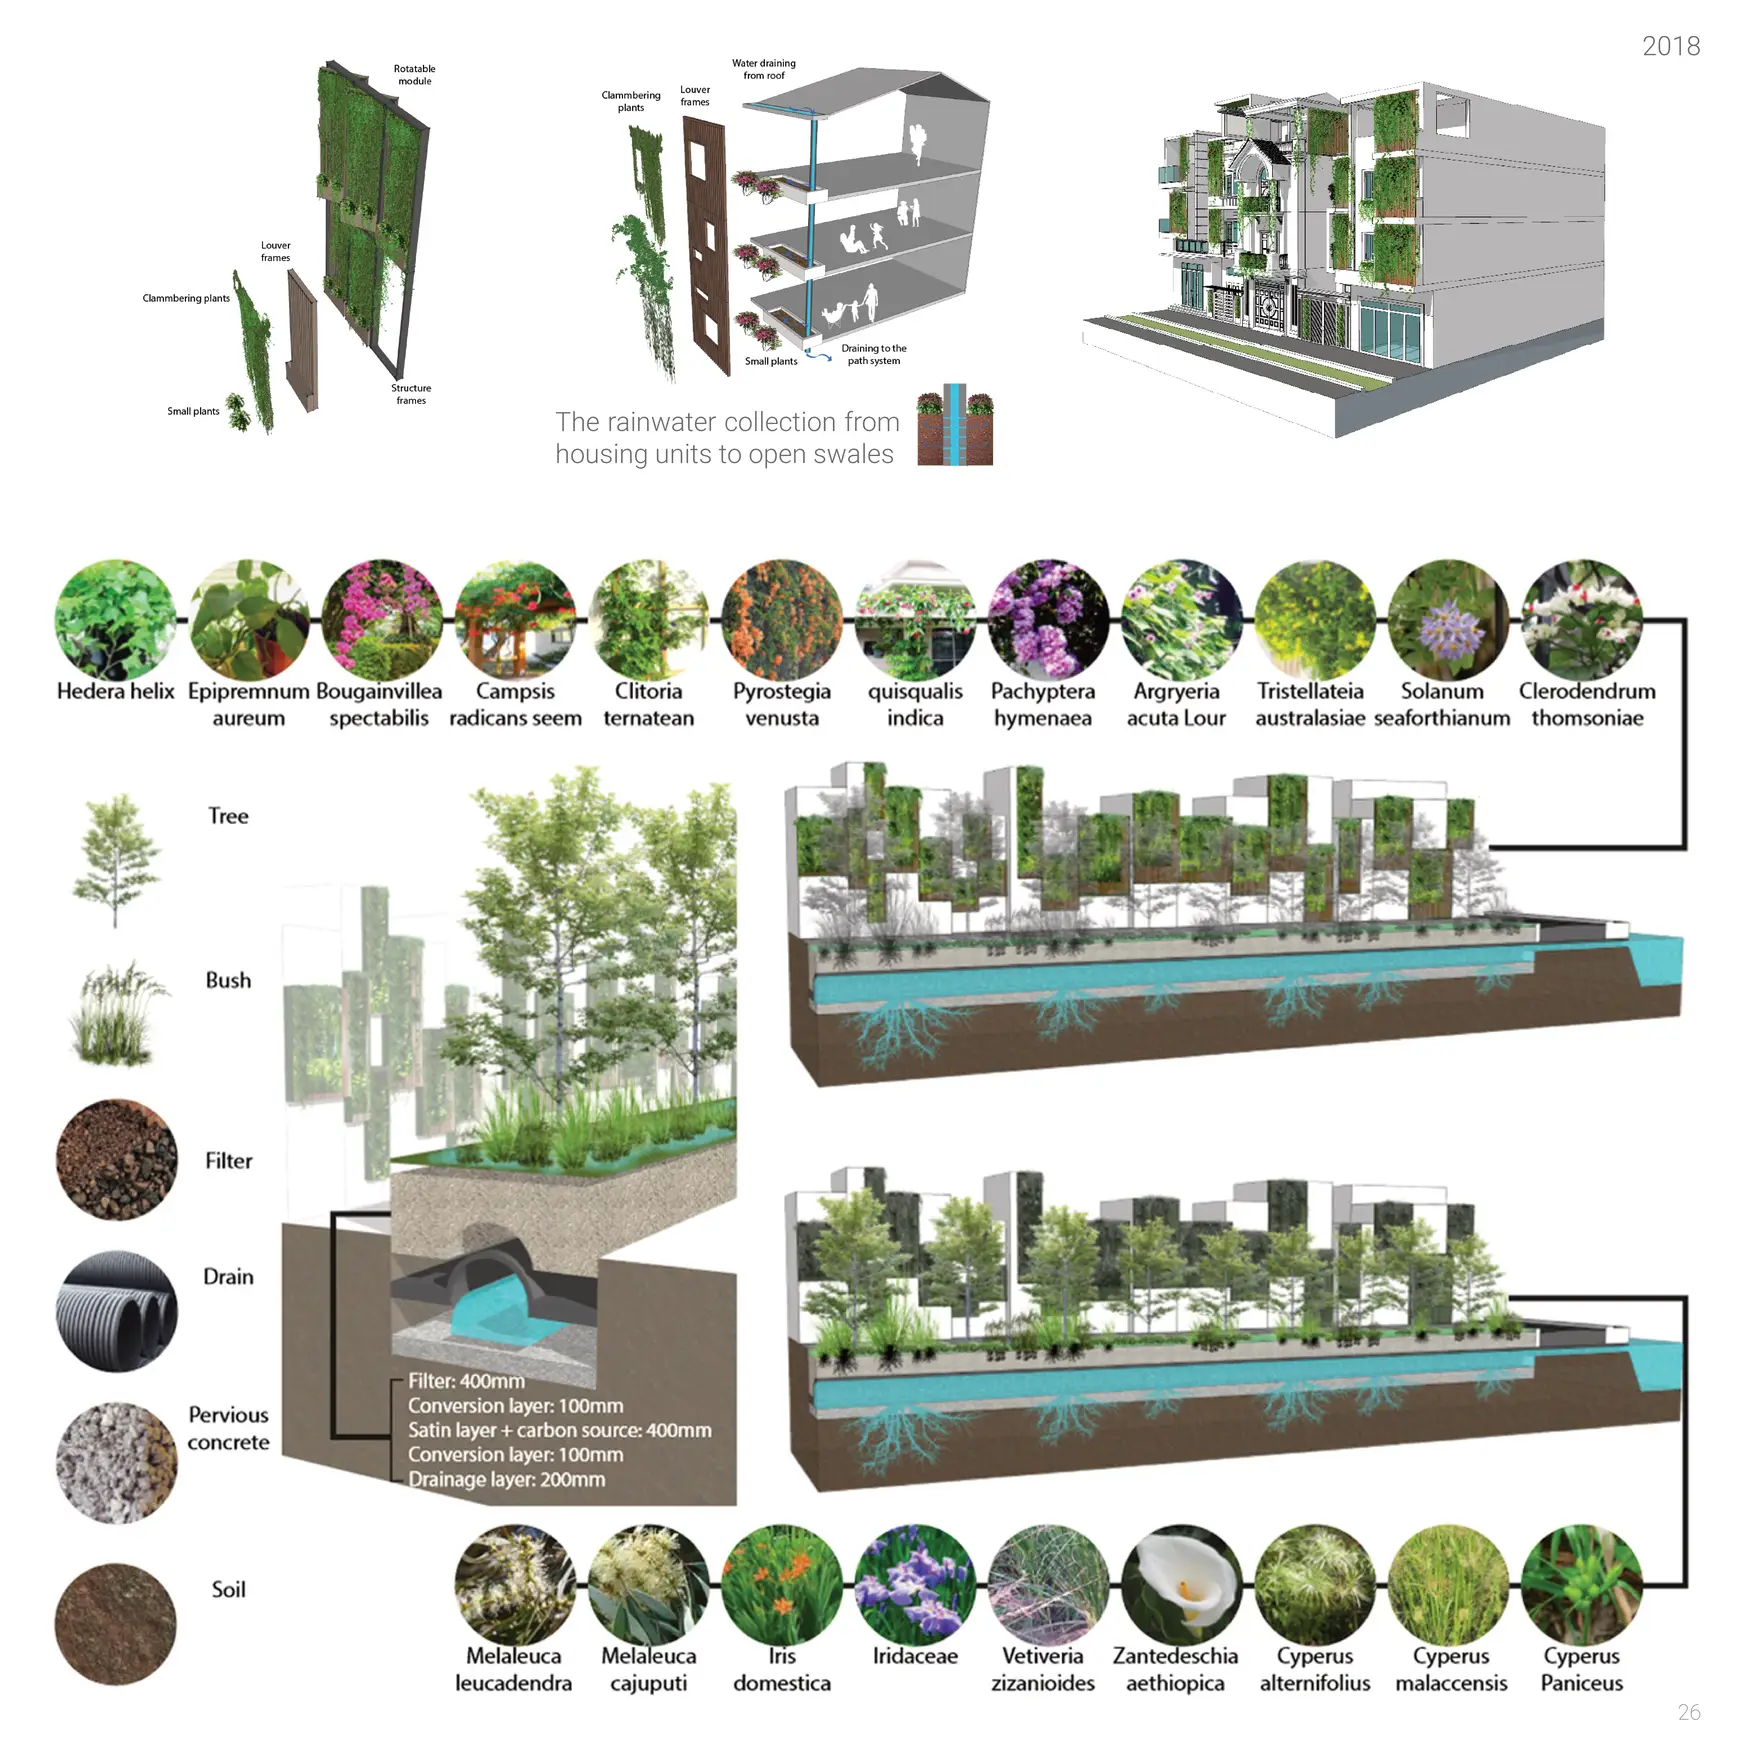 2018
Rotatable
module
Louver
frames
Clammbering plants
Small plants
Structure
frames
Water draining
from roof
Clammbering
plants
Louver
frames
Small plants
Draining to the
path system
The rainwater collection from
housing units to open swales
Hedera helix
Epipremnum
aureum
Bougainvillea
spectabilis
Campsis
radicans seem
Clitoria
ternatean
Pyrostegia
venusta
quisqualis
indica
Pachyptera
hymenaea
Argryeria
acuta Lour
Tristellateia
australasiae
Solanum
seaforthianum
Clerodendrum
thomsoniae
Tree
Bush
Filter
Drain
Pervious
concrete
Soil
Filter: 400mm
Conversion layer: 100mm
Satin layer + carbon source: 400mm
Conversion layer: 100mm
Drainage layer: 200mm
Melaleuca
leucadendra
Melaleuca
cajuputi
Iris
domestica
Iridaceae
Vetiveria
zizanioides
Zantedeschia
aethiopica
Cyperus
alternifolius
Cyperus
malaccensis
Cyperus
Paniceus
26